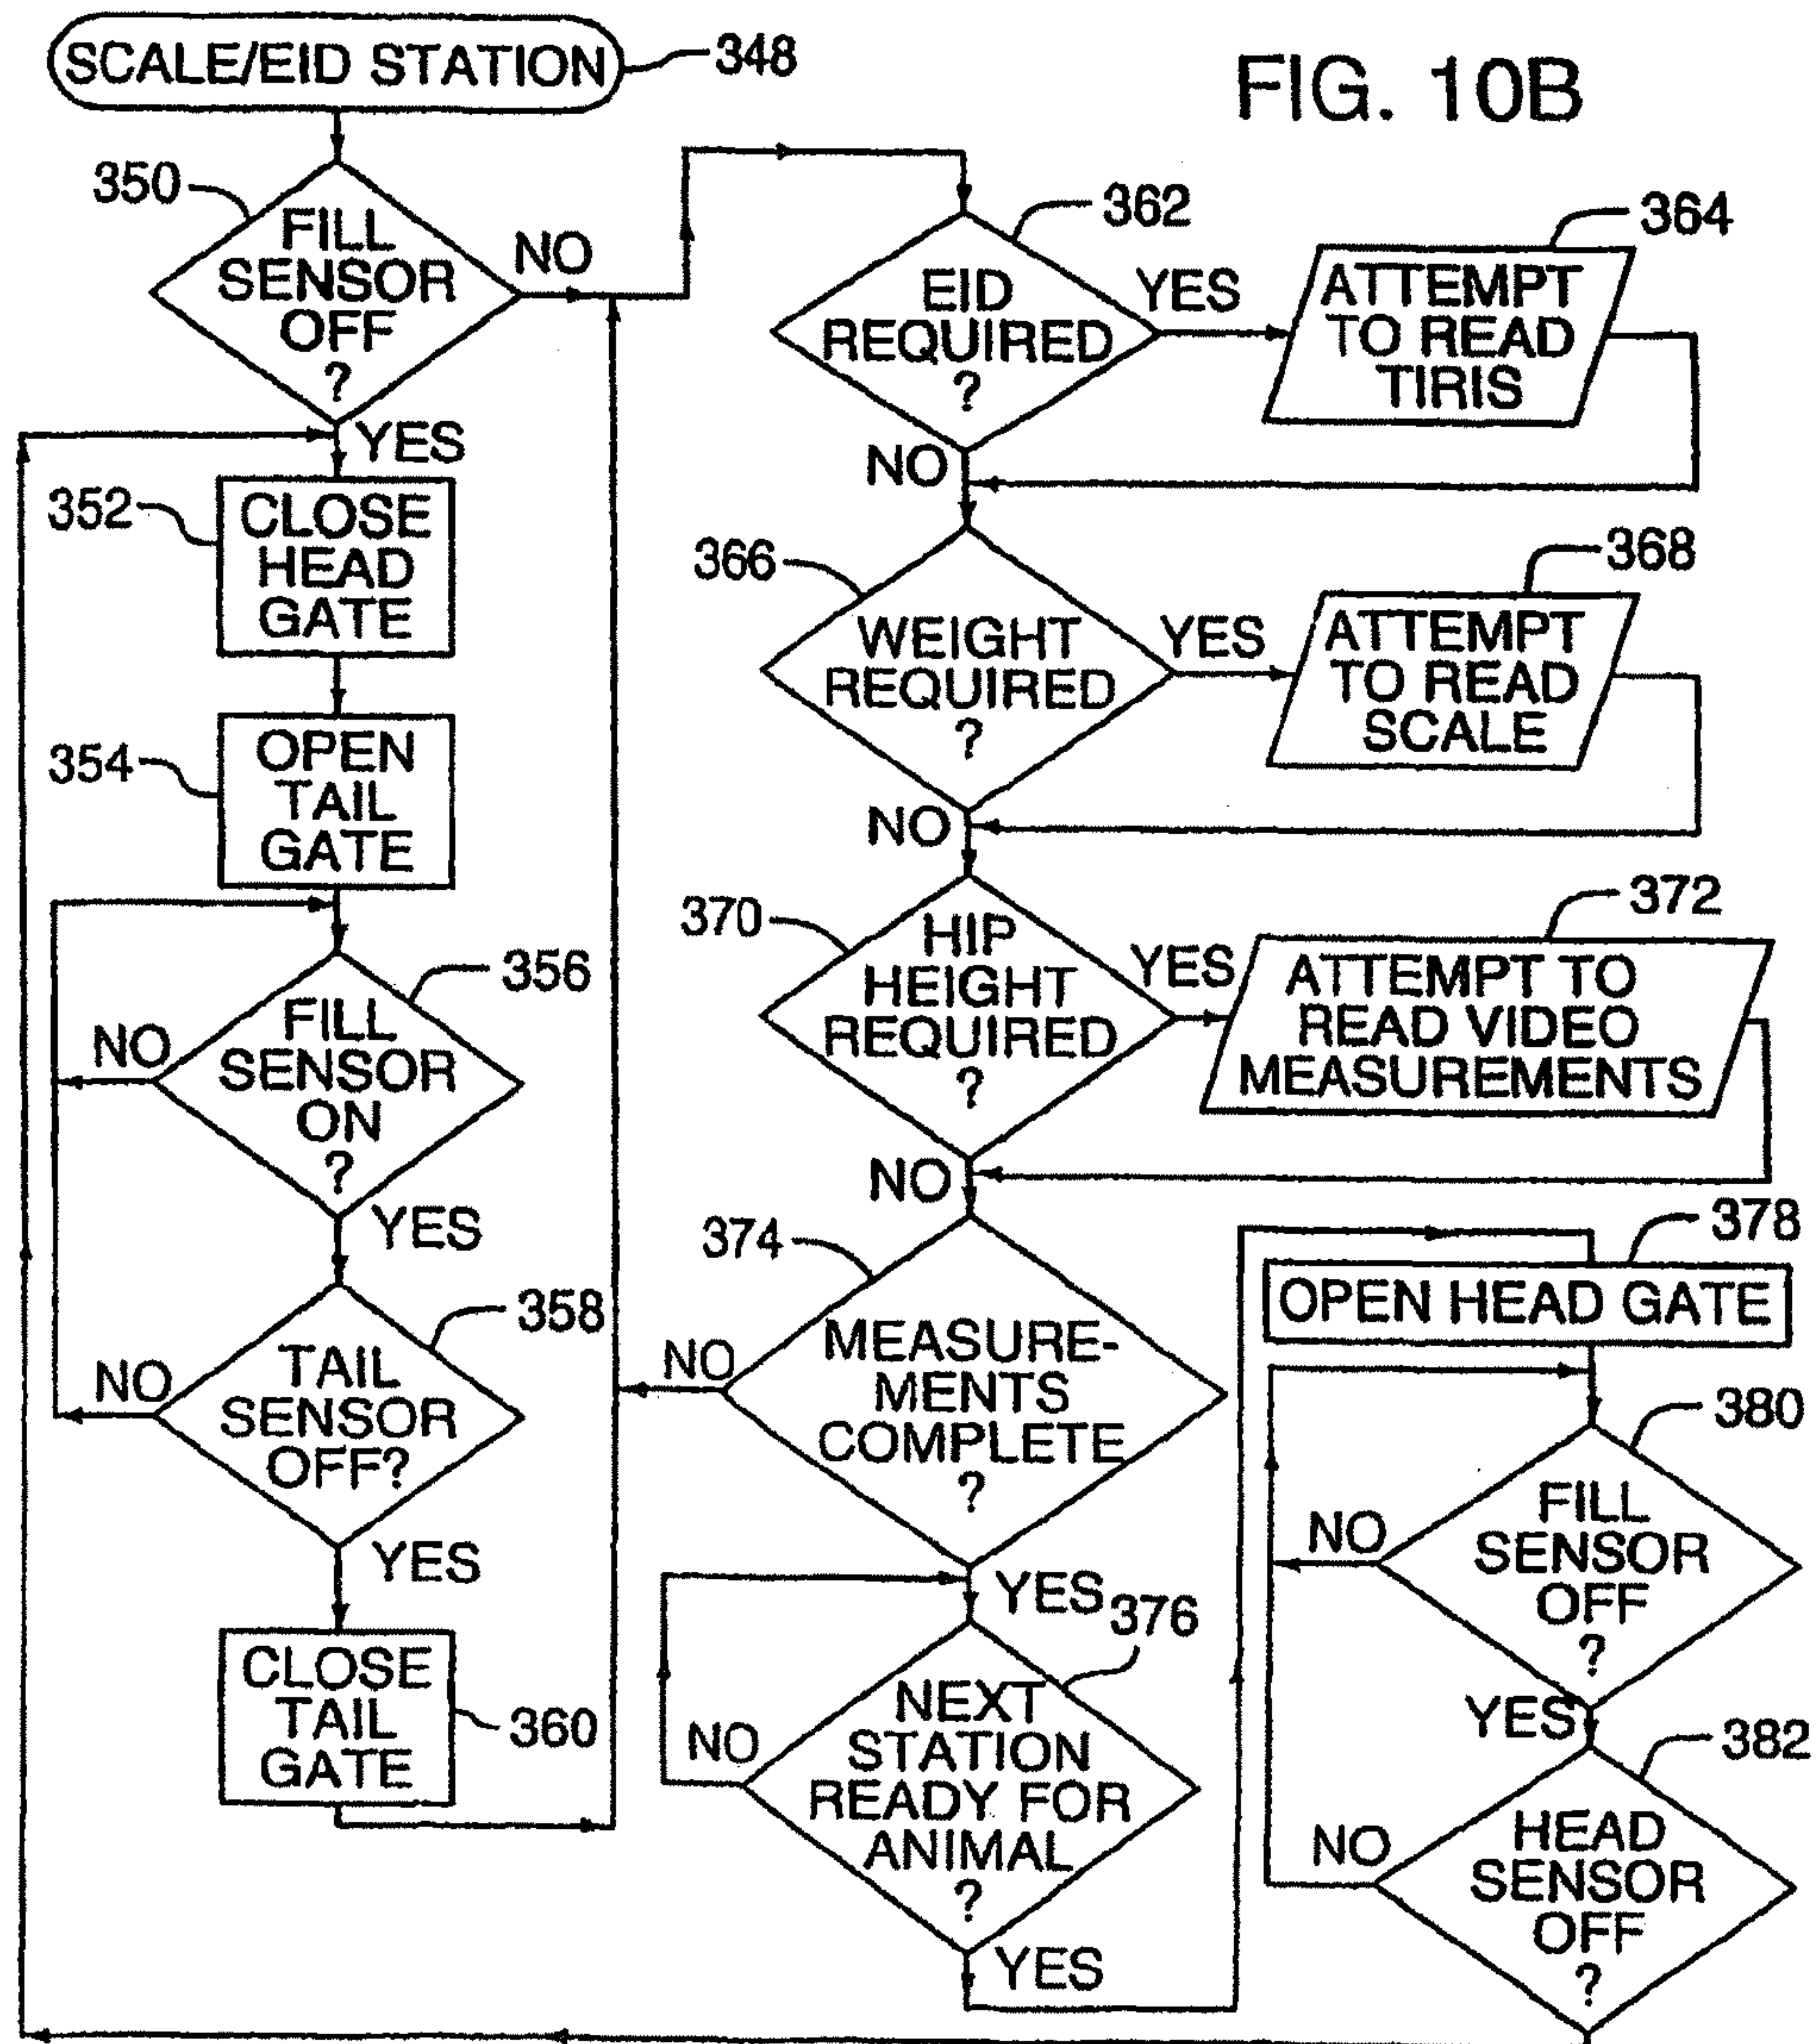 SCALE/EID STATION
348
FIG. 10B
350
FILL
SENSOR
OFF
?
NO
YES
352
CLOSE
HEAD
GATE
354
OPEN
TAIL
GATE
356
FILL
SENSOR
ON
?
NO
YES
358
TAIL
SENSOR
OFF?
NO
YES
CLOSE
TAIL
GATE
360
362
EID
REQUIRED
?
YES
NO
364
ATTEMPT
TO READ
TIRIS
366
WEIGHT
REQUIRED
?
YES
NO
368
ATTEMPT
TO READ
SCALE
370
HIP
HEIGHT
REQUIRED
?
YES
NO
372
ATTEMPT TO
READ VIDEO
MEASUREMENTS
374
MEASURE-
MENTS
COMPLETE
?
NO
YES
376
NEXT
STATION
READY FOR
ANIMAL
?
NO
YES
378
OPEN HEAD GATE
380
FILL
SENSOR
OFF
?
NO
YES
382
HEAD
SENSOR
OFF
?
NO